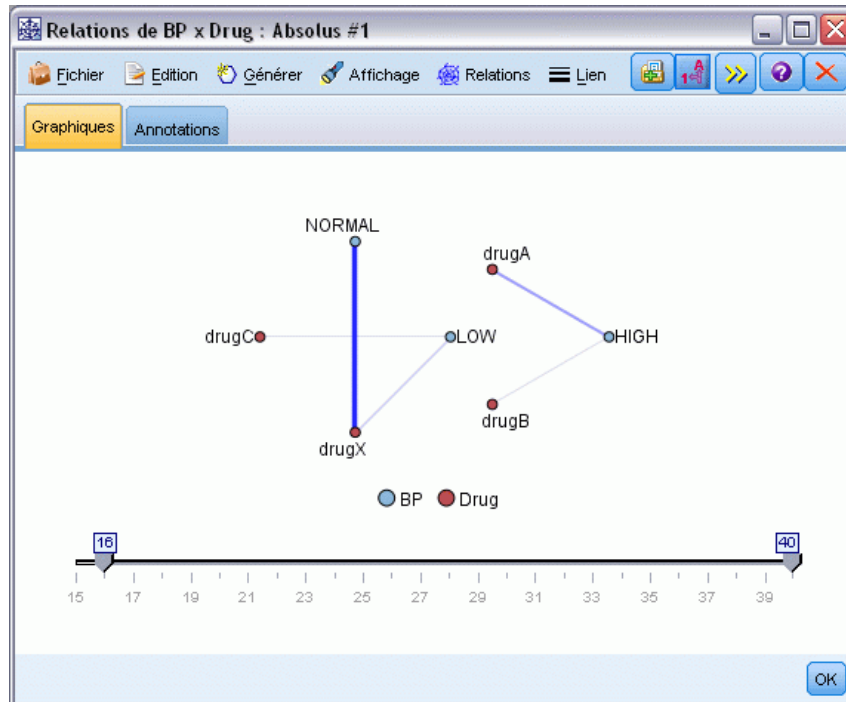 Relations de BP x Drug : Absolus #1
Fichier Edition Générer Affichage Relations Lien
Graphiques Annotations
NORMAL
drugA
drugC LOW HIGH
drugB
drugX
BP Drug
16 40
15 17 19 21 23 25 27 29 31 33 35 37 39
OK